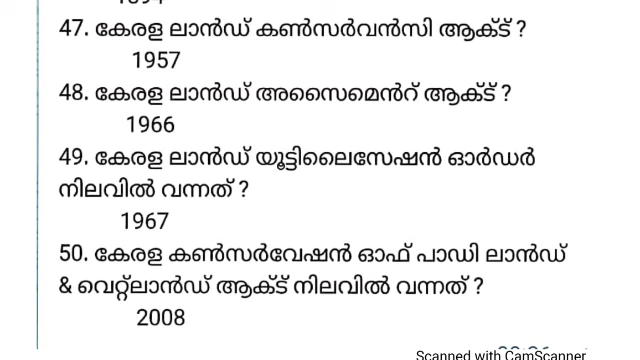 1894
47. കേരള ലാൻഡ് കൺസർവൻസി ആക്ട് ?
1957
48. കേരള ലാൻഡ് അസൈമെൻറ് ആക്ട് ?
1966
49. കേരള ലാൻഡ് യൂട്ടിലൈസേഷൻ ഓർഡർ
നിലവിൽ വന്നത് ?
1967
50. കേരള കൺസർവേഷൻ ഓഫ് പാഡി ലാൻഡ്
& വെറ്റ്ലാൻഡ് ആക്ട് നിലവിൽ വന്നത് ?
2008
Scanned with CamScanner